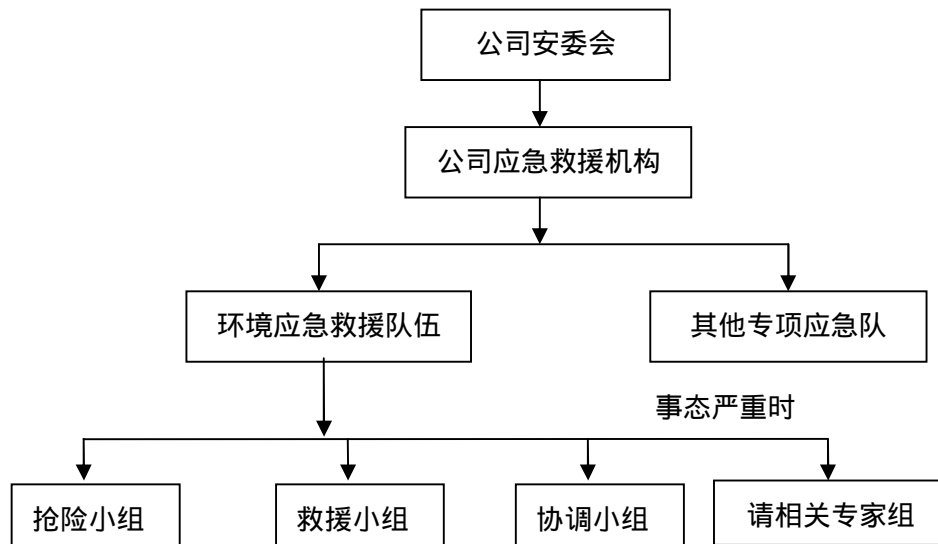 公司安委会
公司应急救援机构
环境应急救援队伍
其他专项应急队
事态严重时
抢险小组
救援小组
协调小组
请相关专家组